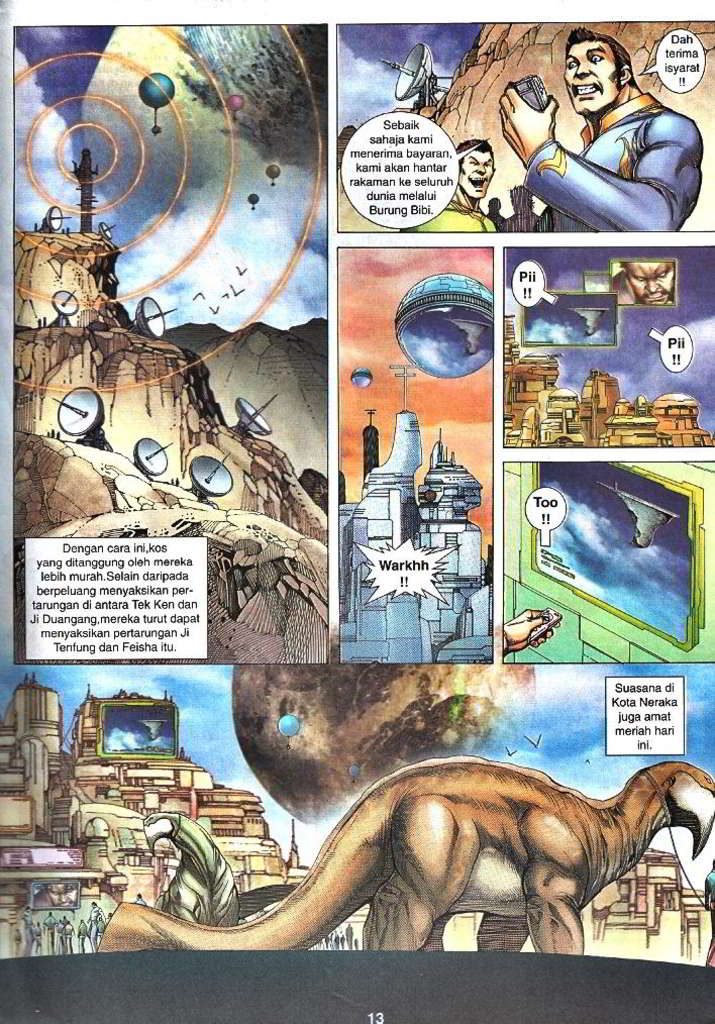 Dengan cara ini,kos
yang ditanggung oleh mereka
lebih murah.Selain daripada
berpeluang menyaksikan per-
tarungan di antara Tek Ken dan
Ji Duangang,mereka turut dapat
menyaksikan pertarungan Ji
Tenfung dan Feisha itu.
Dah
terima
isyarat
!!
Sebaik
sahaja kami
menerima bayaran,
kami akan hantar
rakaman ke seluruh
dunia melalui
Burung Bibi.
Warkhh
!!
Pii
!!
Pii
!!
Too
!!
Suasana di
Kota Neraka
juga amat
meriah hari
ini.
13